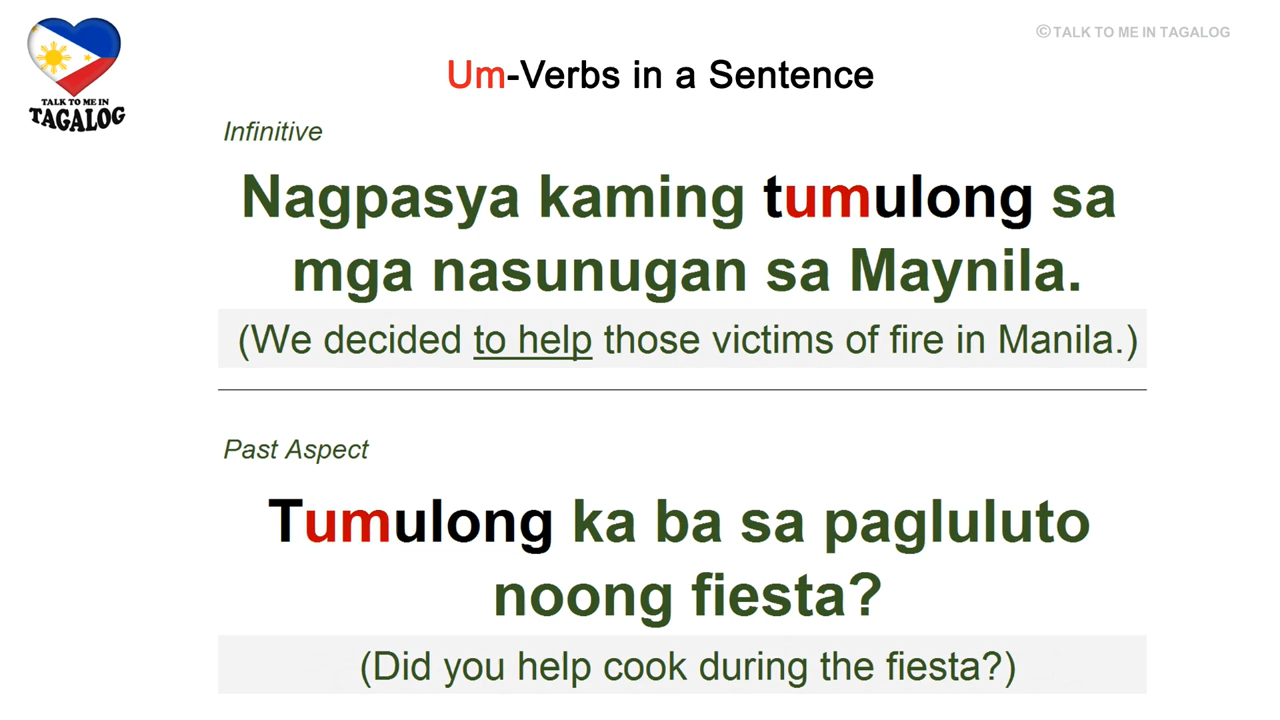 © TALK TO ME IN TAGALOG
TALK TO ME IN
TAGALOG
Um-Verbs in a Sentence
Infinitive
Nagpasya kaming tumulong sa
mga nasunugan sa Maynila.
(We decided to help those victims of fire in Manila.)
Past Aspect
Tumulong ka ba sa pagluluto
noong fiesta?
(Did you help cook during the fiesta?)